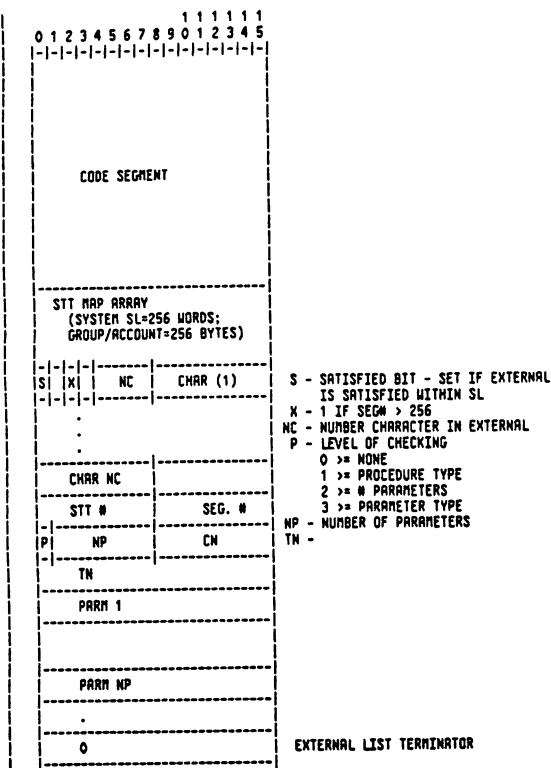 1 1 1 1 1 1
0 1 2 3 4 5 6 7 8 9 0 1 2 3 4 5
CODE SEGMENT
STT MAP ARRAY
(SYSTEM SL=256 WORDS;
GROUP/ACCOUNT=256 BYTES)
S X NC CHAR (1) S - SATISFIED BIT - SET IF EXTERNAL
IS SATISFIED WITHIN SL
X - 1 IF SEG# > 256
NC - NUMBER CHARACTER IN EXTERNAL
P - LEVEL OF CHECKING
0 >= NONE
CHAR NC 1 >= PROCEDURE TYPE
2 >= # PARAMETERS
STT # SEG. # 3 >= PARAMETER TYPE
NP - NUMBER OF PARAMETERS
P NP CN TN -
TN
PARM 1
PARM NP
.
0 EXTERNAL LIST TERMINATOR